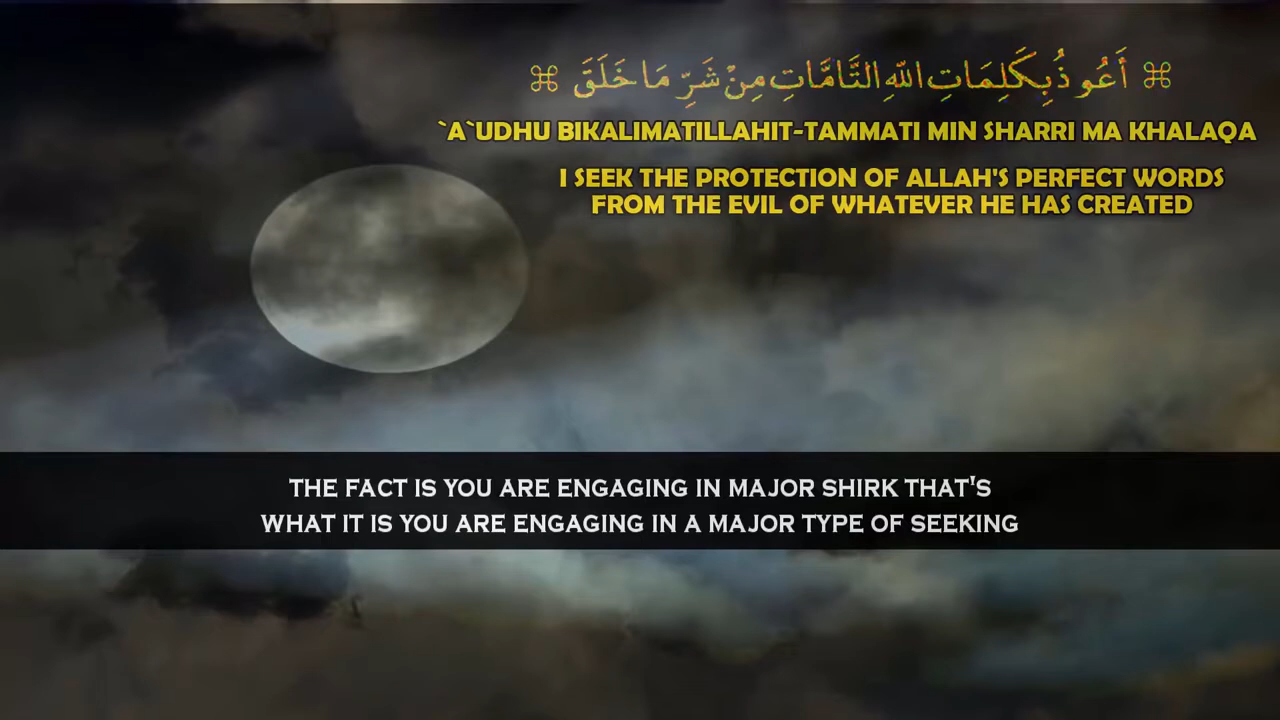 ⌘ أَعُوذُ بِكَلِمَاتِ اللّٰهِ التَّامَّاتِ مِنْ شَرِّ مَا خَلَقَ ⌘
`A`UDHU BIKALIMATILLAHIT-TAMMATI MIN SHARRI MA KHALAQA
I SEEK THE PROTECTION OF ALLAH'S PERFECT WORDS
FROM THE EVIL OF WHATEVER HE HAS CREATED
THE FACT IS YOU ARE ENGAGING IN MAJOR SHIRK THAT'S
WHAT IT IS YOU ARE ENGAGING IN A MAJOR TYPE OF SEEKING